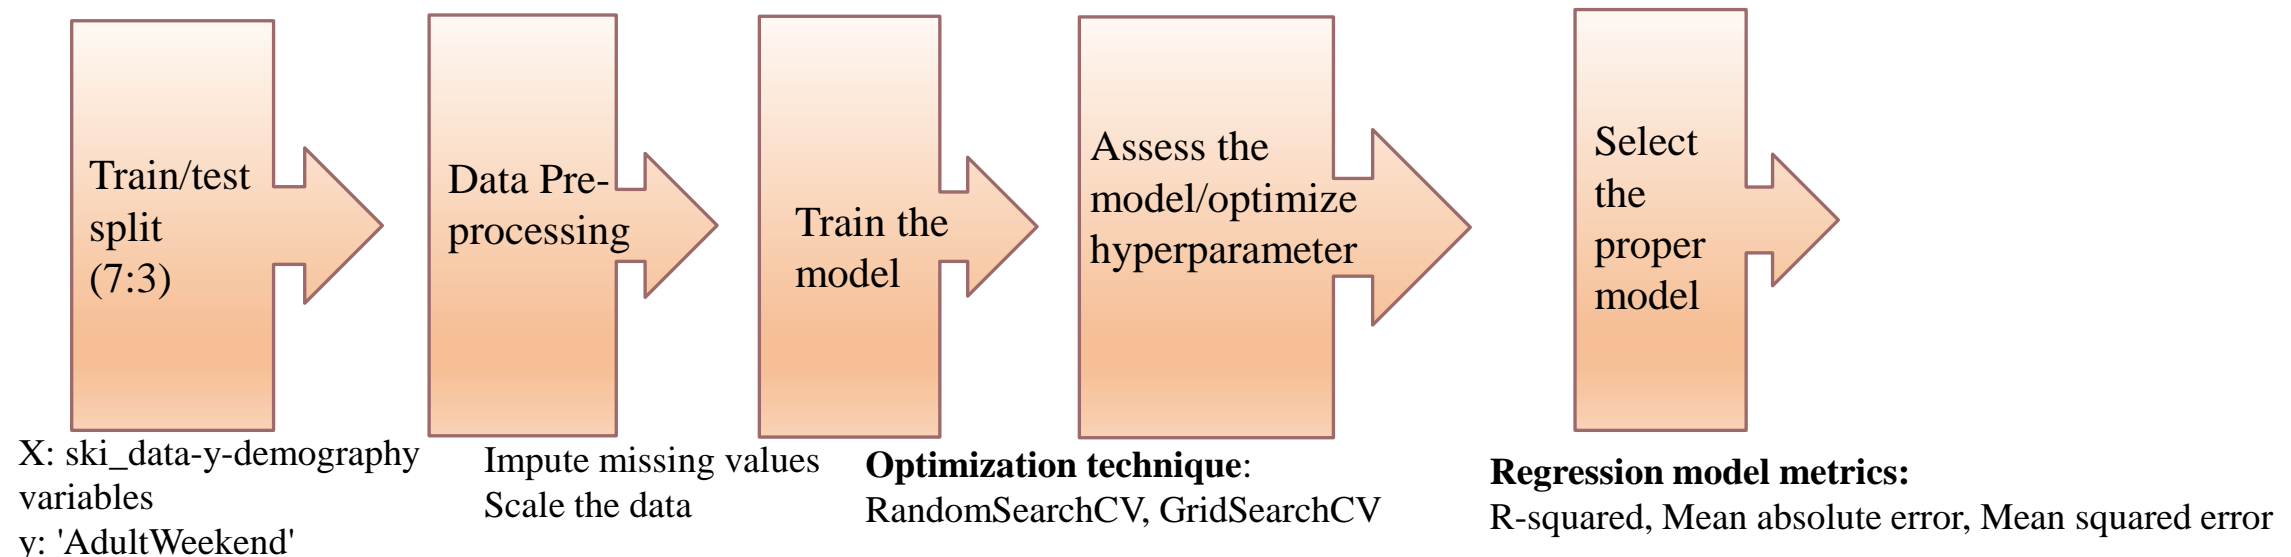 Train/test
split
(7:3)
Data Pre-
processing
Train the
model
Assess the
model/optimize
hyperparameter
Select
the
proper
model
X: ski_data-y-demography
variables
y: 'AdultWeekend'
Impute missing values
Scale the data
Optimization technique:
RandomSearchCV, GridSearchCV
Regression model metrics:
R-squared, Mean absolute error, Mean squared error